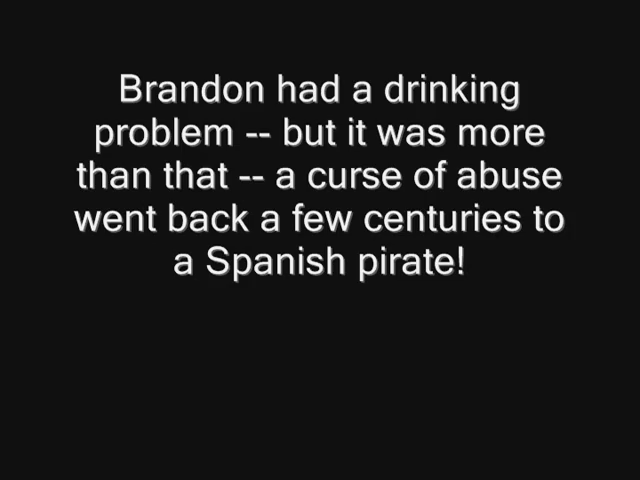 Brandon had a drinking
problem -- but it was more
than that -- a curse of abuse
went back a few centuries to
a Spanish pirate!